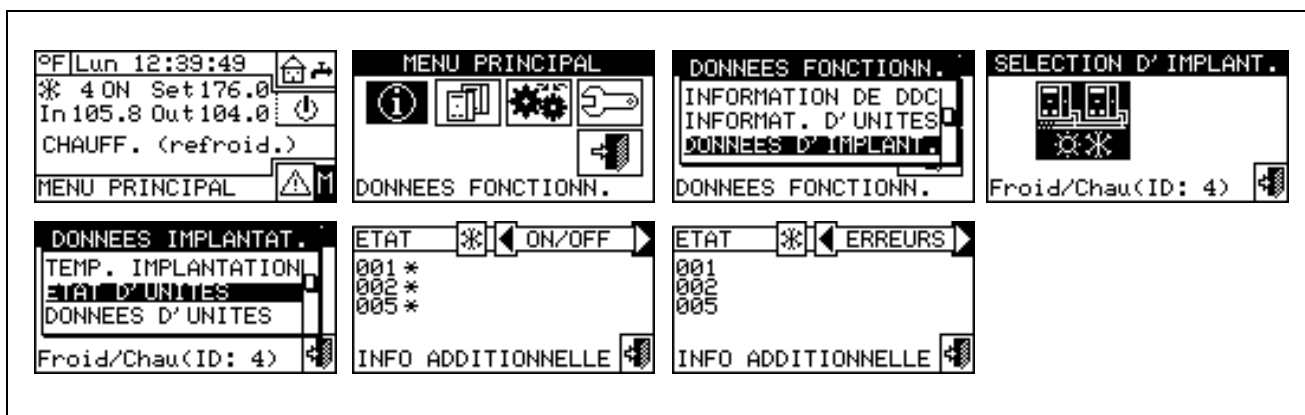 °F Lun 12:39:49
4 ON Set 176.0
In 105.8 Out 104.0
CHAUFF. (refroid.)
MENU PRINCIPAL M
MENU PRINCIPAL
DONNEES FONCTIONN.
DONNEES FONCTIONN.
INFORMATION DE DDC
INFORMAT. D'UNITES
DONNEES D'IMPLANT.
DONNEES FONCTIONN.
SELECTION D'IMPLANT.
Froid/Chau(ID: 4)
DONNEES IMPLANTAT.
TEMP. IMPLANTATION
ETAT D'UNITES
DONNEES D'UNITES
Froid/Chau(ID: 4)
ETAT ON/OFF
001 *
002 *
005 *
INFO ADDITIONNELLE
ETAT ERREURS
001
002
005
INFO ADDITIONNELLE